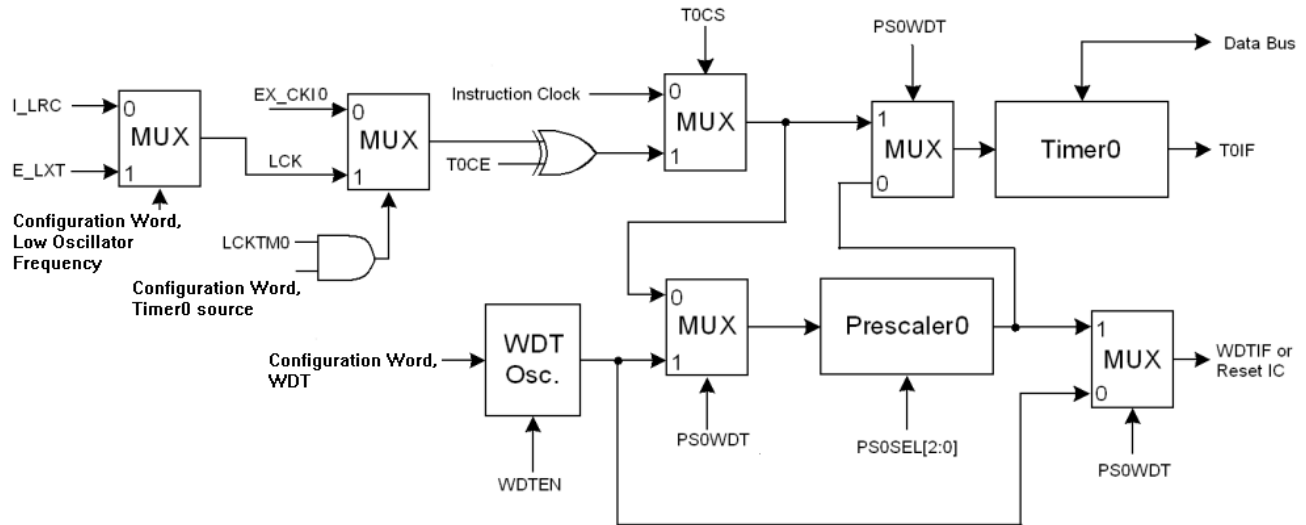 T0CS
PS0WDT
Data Bus
I_LRC
0
MUX
E_LXT
1
Configuration Word,
Low Oscillator
Frequency
EX_CKI0
0
MUX
LCK
1
LCKTM0
Configuration Word,
Timer0 source
T0CE
Instruction Clock
0
MUX
1
1
MUX
0
Timer0
T0IF
Configuration Word,
WDT
WDT
Osc.
WDTEN
0
MUX
1
PS0WDT
Prescaler0
PS0SEL[2:0]
1
MUX
0
WDTIF or
Reset IC
PS0WDT